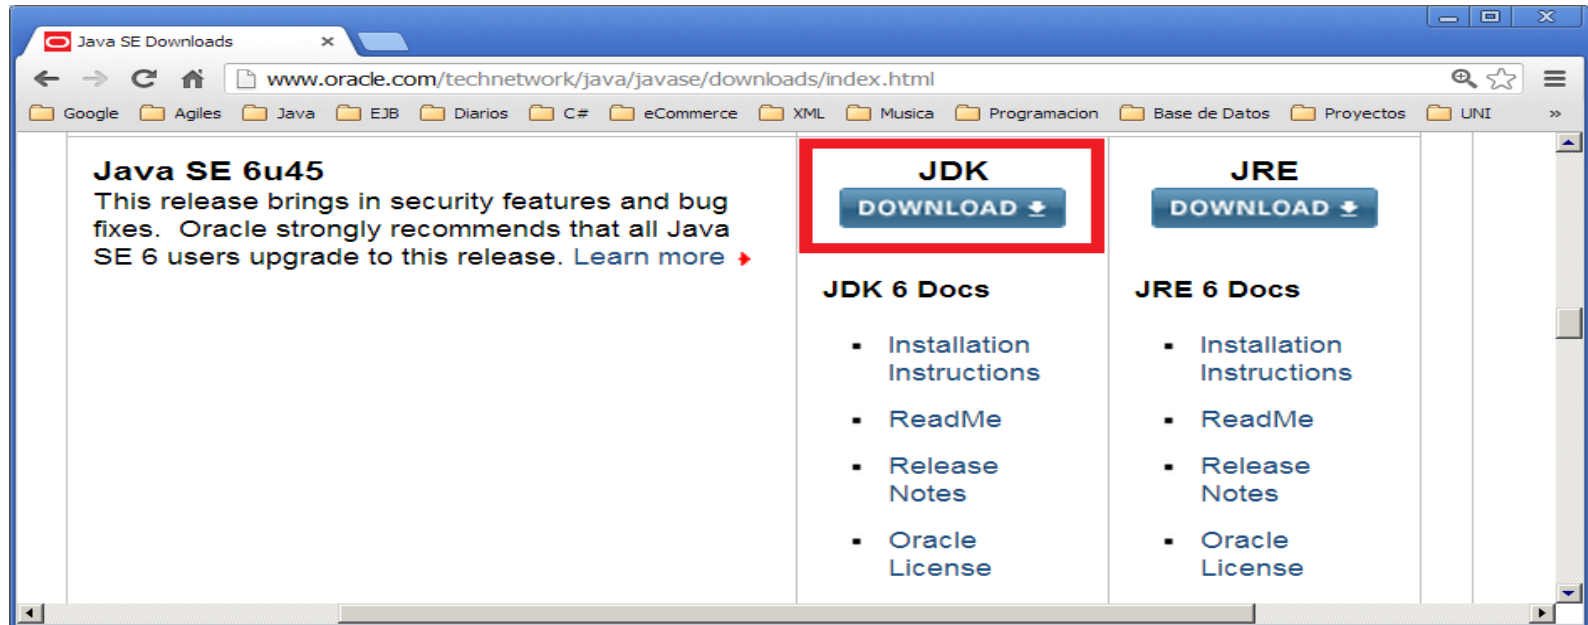 Java SE Downloads
www.oracle.com/technetwork/java/javase/downloads/index.html
Google Agiles Java EJB Diarios C# eCommerce XML Musica Programacion Base de Datos Proyectos UNI »
Java SE 6u45
This release brings in security features and bug
fixes. Oracle strongly recommends that all Java
SE 6 users upgrade to this release. Learn more
JDK
DOWNLOAD
JDK 6 Docs
Installation
Instructions
ReadMe
Release
Notes
Oracle
License
JRE
DOWNLOAD
JRE 6 Docs
Installation
Instructions
ReadMe
Release
Notes
Oracle
License